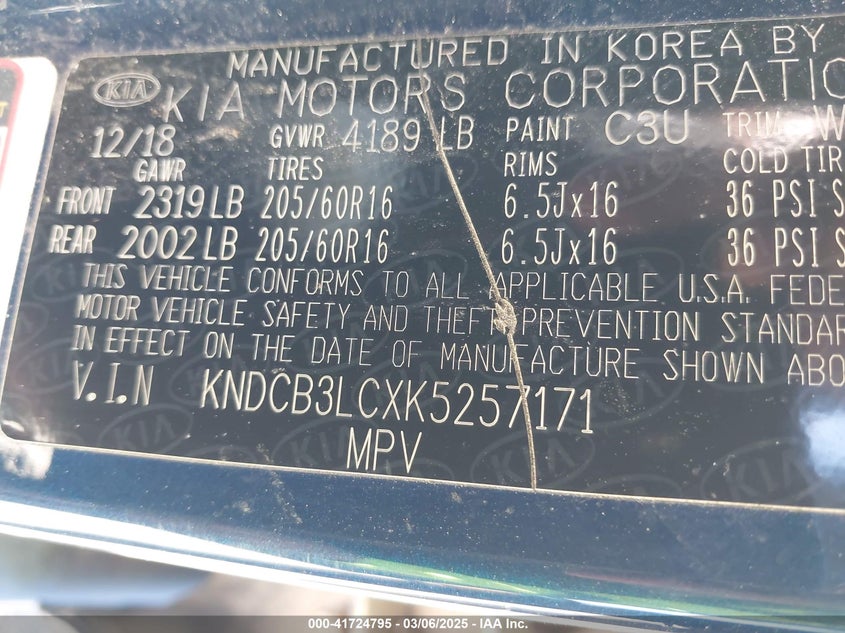 MANUFACTURED IN KOREA BY
KIA KIA MOTORS CORPORATIO
12/18 GVWR 4189 LB PAINT C3U TRIM W
GAWR TIRES RIMS COLD TIR
FRONT 2319 LB 205/60R16 6.5Jx16 36 PSI S
REAR 2002 LB 205/60R16 6.5Jx16 36 PSI S
THIS VEHICLE CONFORMS TO ALL APPLICABLE U.S.A. FEDE
MOTOR VEHICLE SAFETY AND THEFT PREVENTION STANDAR
IN EFFECT ON THE DATE OF MANUFACTURE SHOWN ABO
V.I.N KNDCB3LCXK5257171
MPV
000-41724795 - 03/06/2025 - IAA Inc.